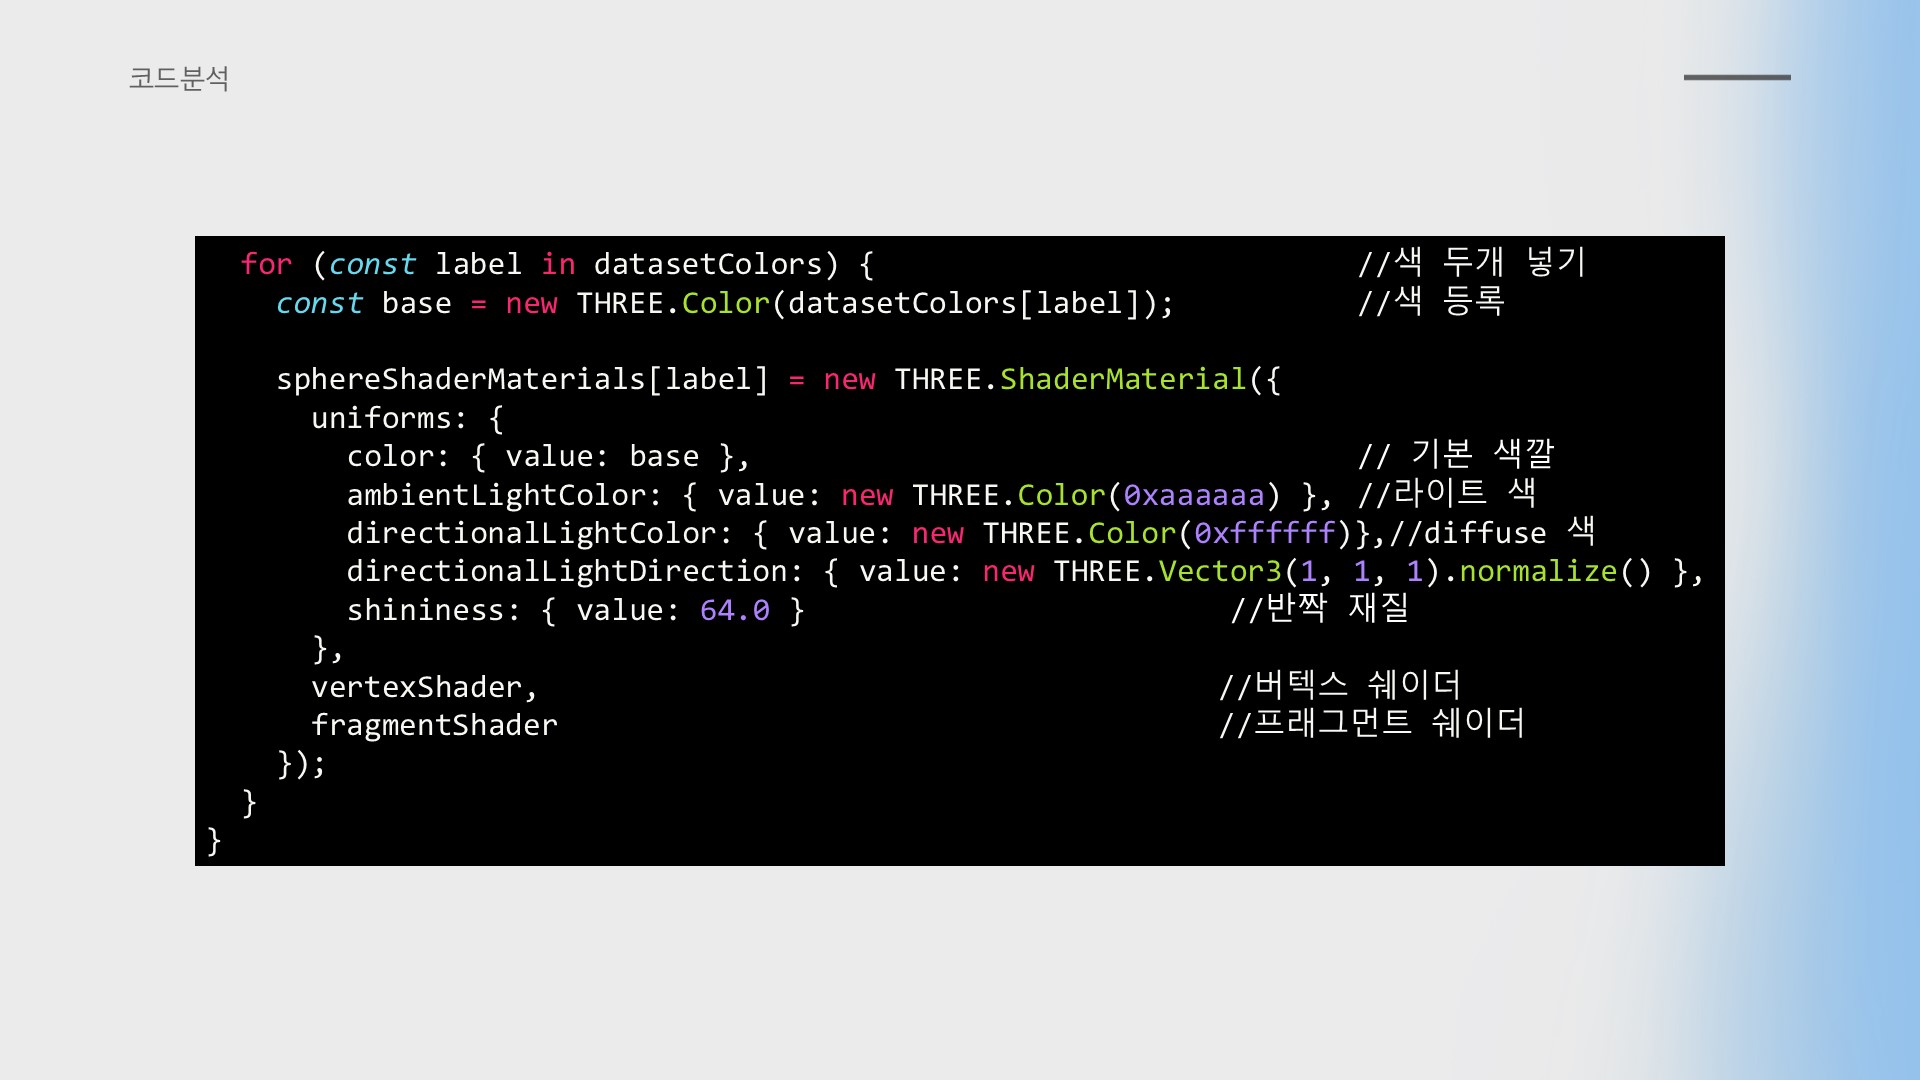 코드분석
for (const label in datasetColors) { //색 두개 넣기
const base = new THREE.Color(datasetColors[label]); //색 등록
sphereShaderMaterials[label] = new THREE.ShaderMaterial({
uniforms: {
color: { value: base }, // 기본 색깔
ambientLightColor: { value: new THREE.Color(0xaaaaaa) }, //라이트 색
directionalLightColor: { value: new THREE.Color(0xffffff)},//diffuse 색
directionalLightDirection: { value: new THREE.Vector3(1, 1, 1).normalize() },
shininess: { value: 64.0 } //반짝 재질
},
vertexShader, //버텍스 쉐이더
fragmentShader //프래그먼트 쉐이더
});
}
}